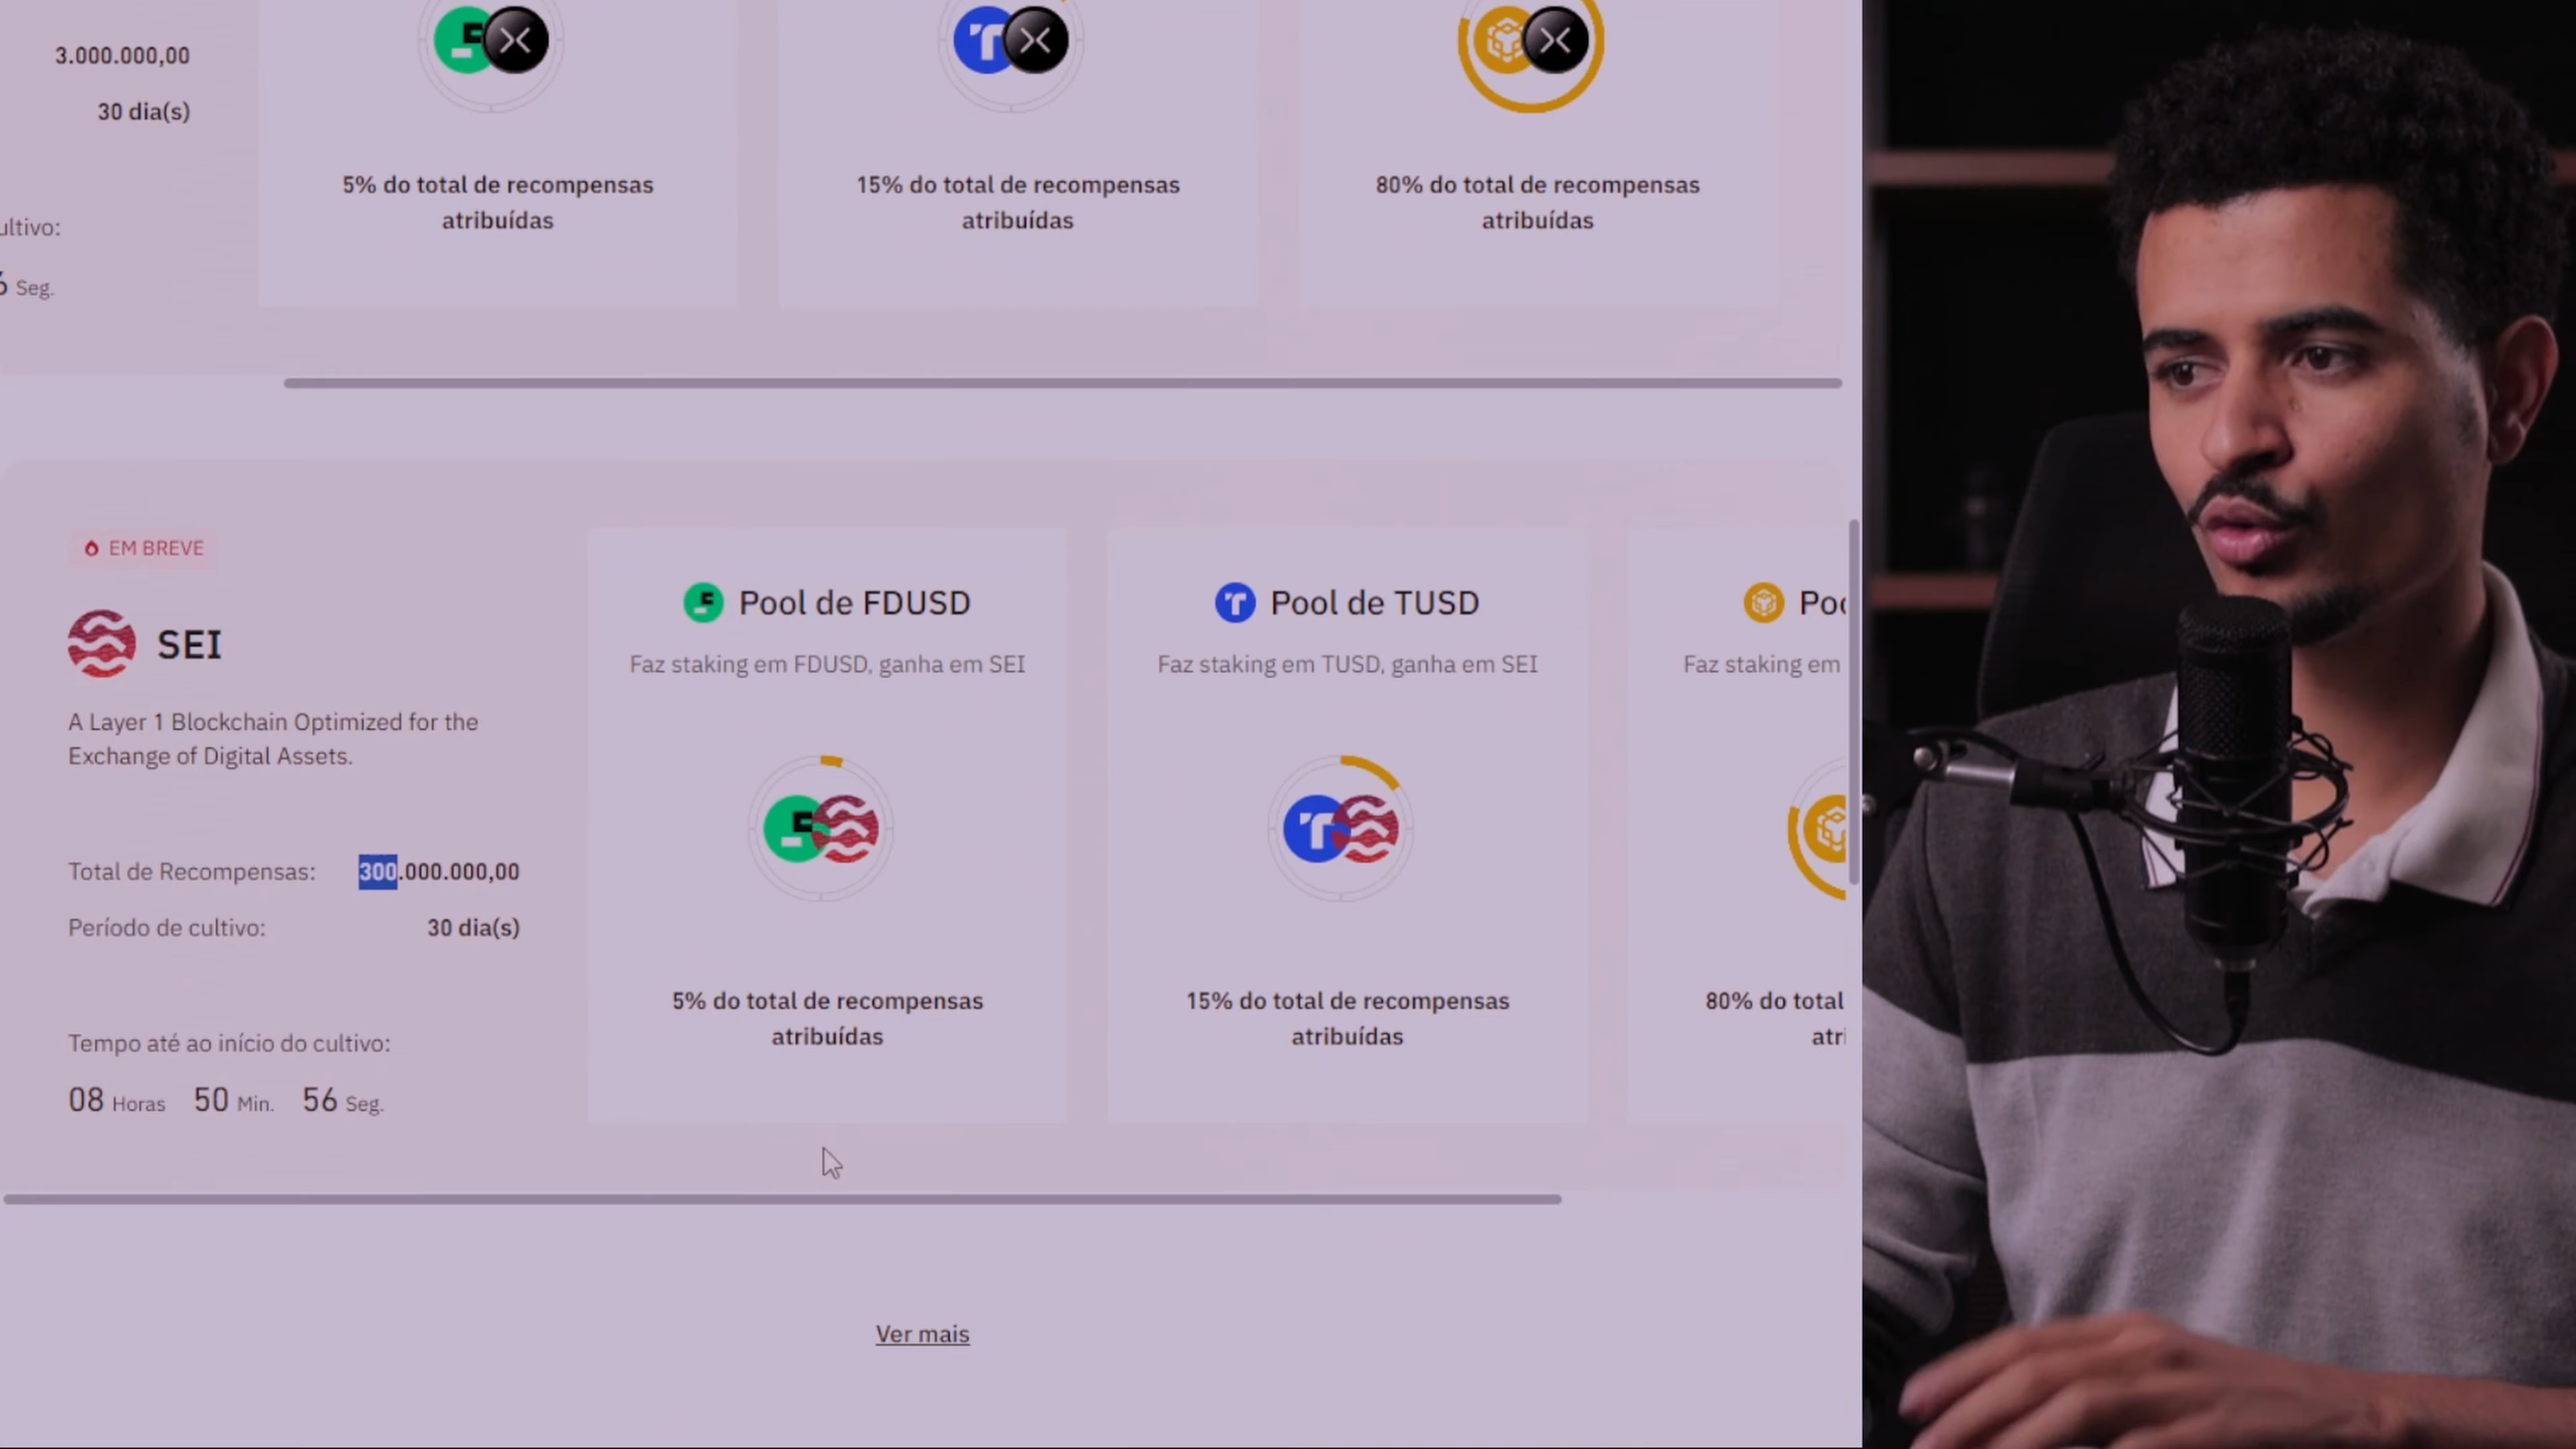 3.000.000,00
30 dia(s)
Seg.
5% do total de recompensas
atribuídas
15% do total de recompensas
atribuídas
80% do total de recompensas
atribuídas
EM BREVE
SEI
A Layer 1 Blockchain Optimized for the
Exchange of Digital Assets.
Total de Recompensas: 300.000.000,00
Período de cultivo: 30 dia(s)
Tempo até ao início do cultivo:
08 Horas 50 Min. 56 Seg.
Pool de FDUSD
Faz staking em FDUSD, ganha em SEI
5% do total de recompensas
atribuídas
Pool de TUSD
Faz staking em TUSD, ganha em SEI
15% do total de recompensas
atribuídas
Faz staking em
80% do total
Ver mais